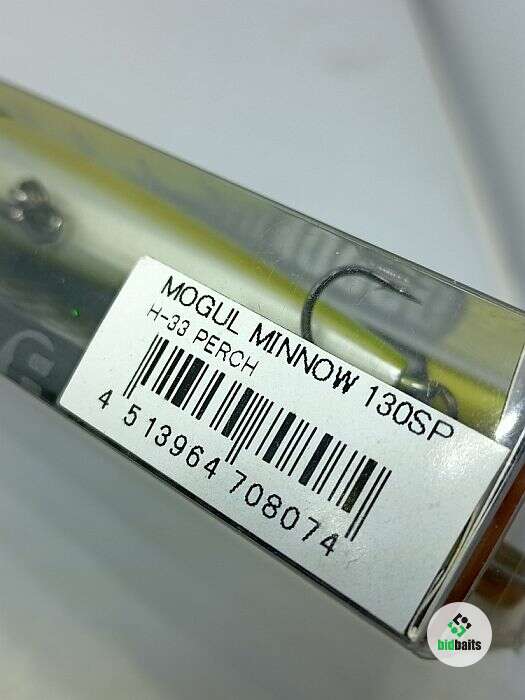 MOGUL MINNOW 130SP
H-33 PERCH
4 513964 708074
bidbaits